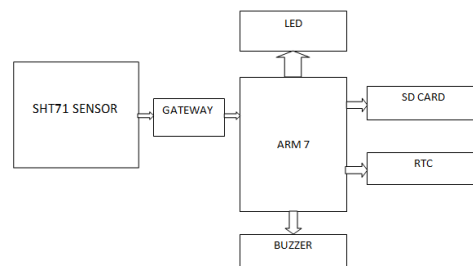 LED
SHT71 SENSOR
GATEWAY
SD CARD
ARM 7
RTC
BUZZER